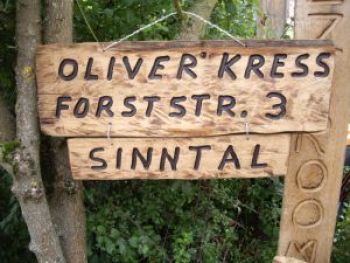 OLIVER KRESS
FORSTSTR. 3
SINNTAL